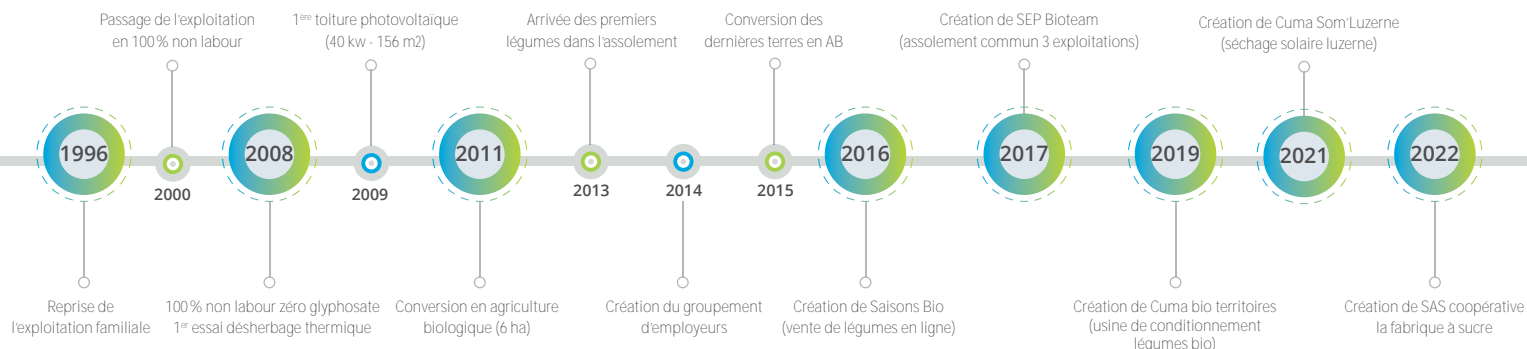 Passage de l'exploitation
en 100% non labour
1ère toiture photovoltaïque
(40 kw - 156 m2)
Arrivée des premiers
légumes dans l'assolement
Conversion des
dernières terres en AB
Création de SEP Bioteam
(assolement commun 3 exploitations)
Création de Cuma Som'Luzerne
(séchage solaire luzerne)
1996
2000
2008
2009
2011
2013
2014
2015
2016
2017
2019
2021
2022
Reprise de
l'exploitation familiale
100% non labour zéro glyphosate
1er essai désherbage thermique
Conversion en agriculture
biologique (6 ha)
Création du groupement
d'employeurs
Création de Saisons Bio
(vente de légumes en ligne)
Création de Cuma bio territoires
(usine de conditionnement
légumes bio)
Création de SAS coopérative
la fabrique à sucre